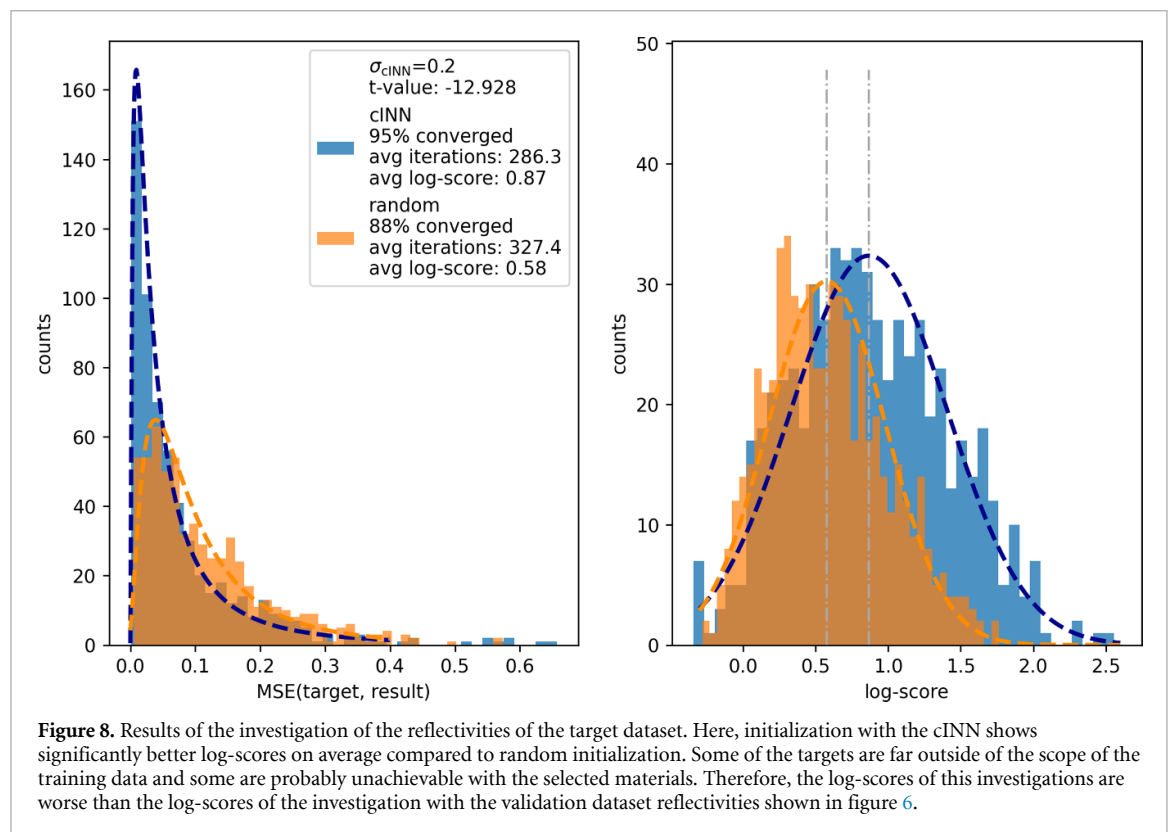 160
140
120
100
80
60
40
20
0
counts
0.0 0.1 0.2 0.3 0.4 0.5 0.6
MSE(target, result)
σcINN=0.2
t-value: -12.928
cINN
95% converged
avg iterations: 286.3
avg log-score: 0.87
random
88% converged
avg iterations: 327.4
avg log-score: 0.58
50
40
30
20
10
0
counts
0.0 0.5 1.0 1.5 2.0 2.5
log-score
Figure 8. Results of the investigation of the reflectivities of the target dataset. Here, initialization with the cINN shows
significantly better log-scores on average compared to random initialization. Some of the targets are far outside of the scope of the
training data and some are probably unachievable with the selected materials. Therefore, the log-scores of this investigations are
worse than the log-scores of the investigation with the validation dataset reflectivities shown in figure 6.